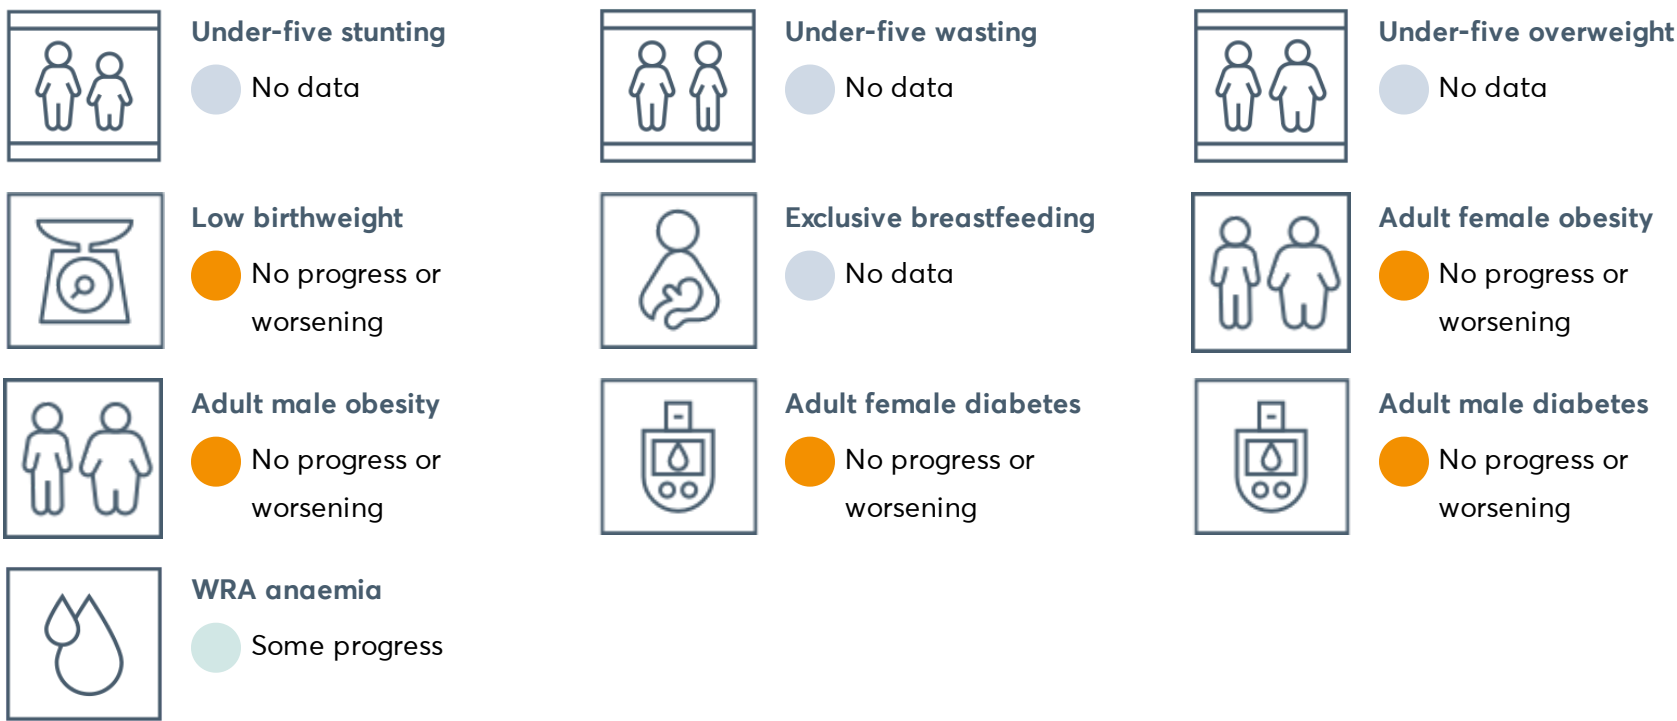 Under-five stunting
No data
Under-five wasting
No data
Under-five overweight
No data
Low birthweight
No progress or
worsening
Exclusive breastfeeding
No data
Adult female obesity
No progress or
worsening
Adult male obesity
No progress or
worsening
Adult female diabetes
No progress or
worsening
Adult male diabetes
No progress or
worsening
WRA anaemia
Some progress